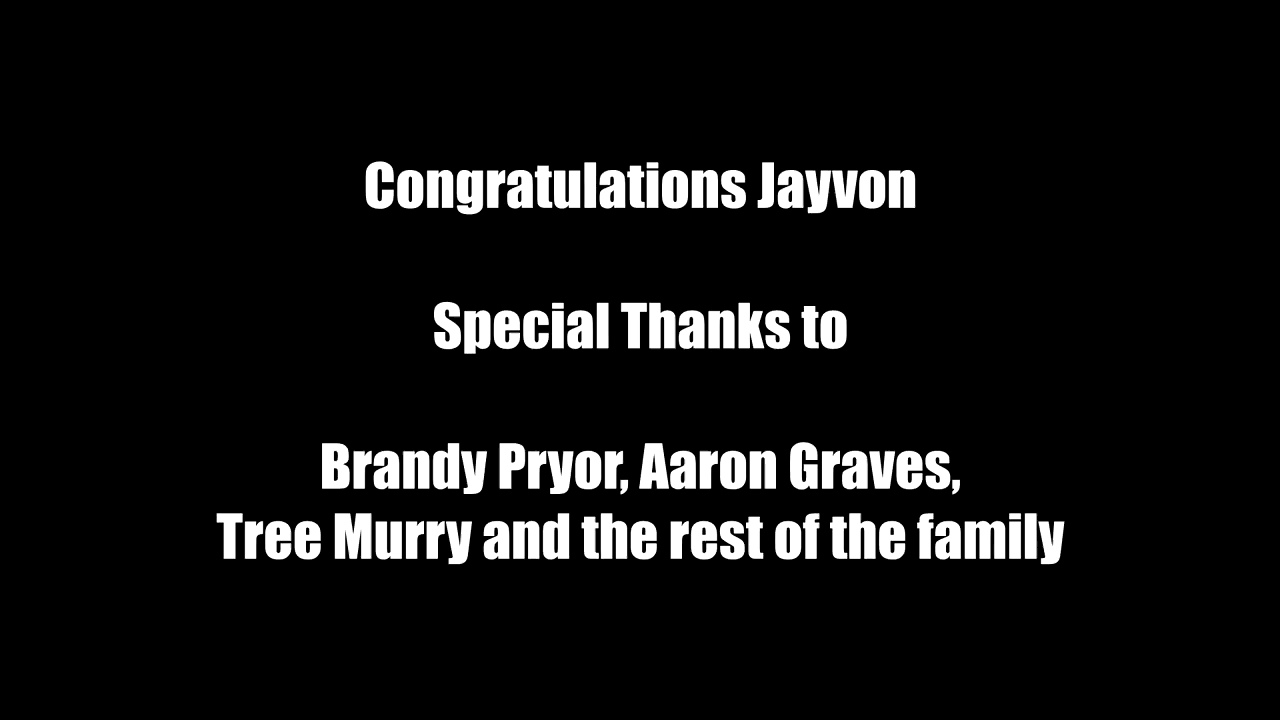 Congratulations Jayvon
Special Thanks to
Brandy Pryor, Aaron Graves,
Tree Murry and the rest of the family